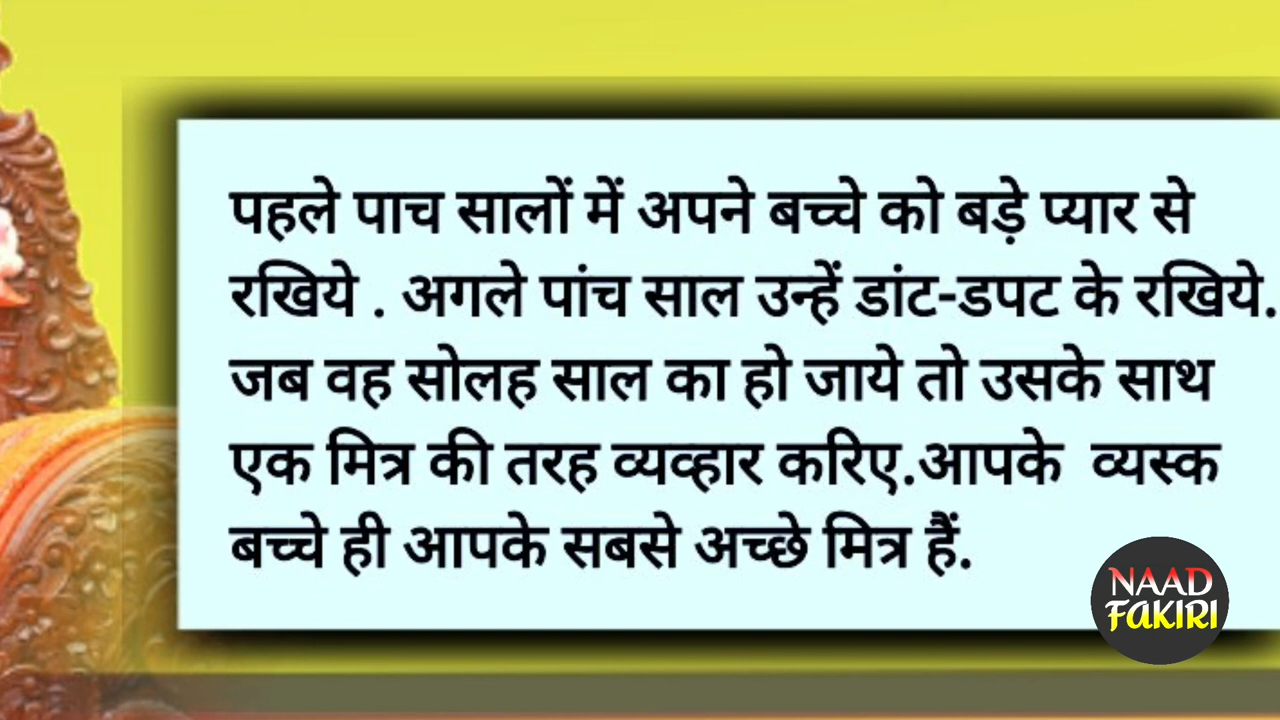 पहले पाच सालों में अपने बच्चे को बड़े प्यार से
रखिये . अगले पांच साल उन्हें डांट-डपट के रखिये.
जब वह सोलह साल का हो जाये तो उसके साथ
एक मित्र की तरह व्यव्हार करिए.आपके व्यस्क
बच्चे ही आपके सबसे अच्छे मित्र हैं.
NAAD
FAKIRI